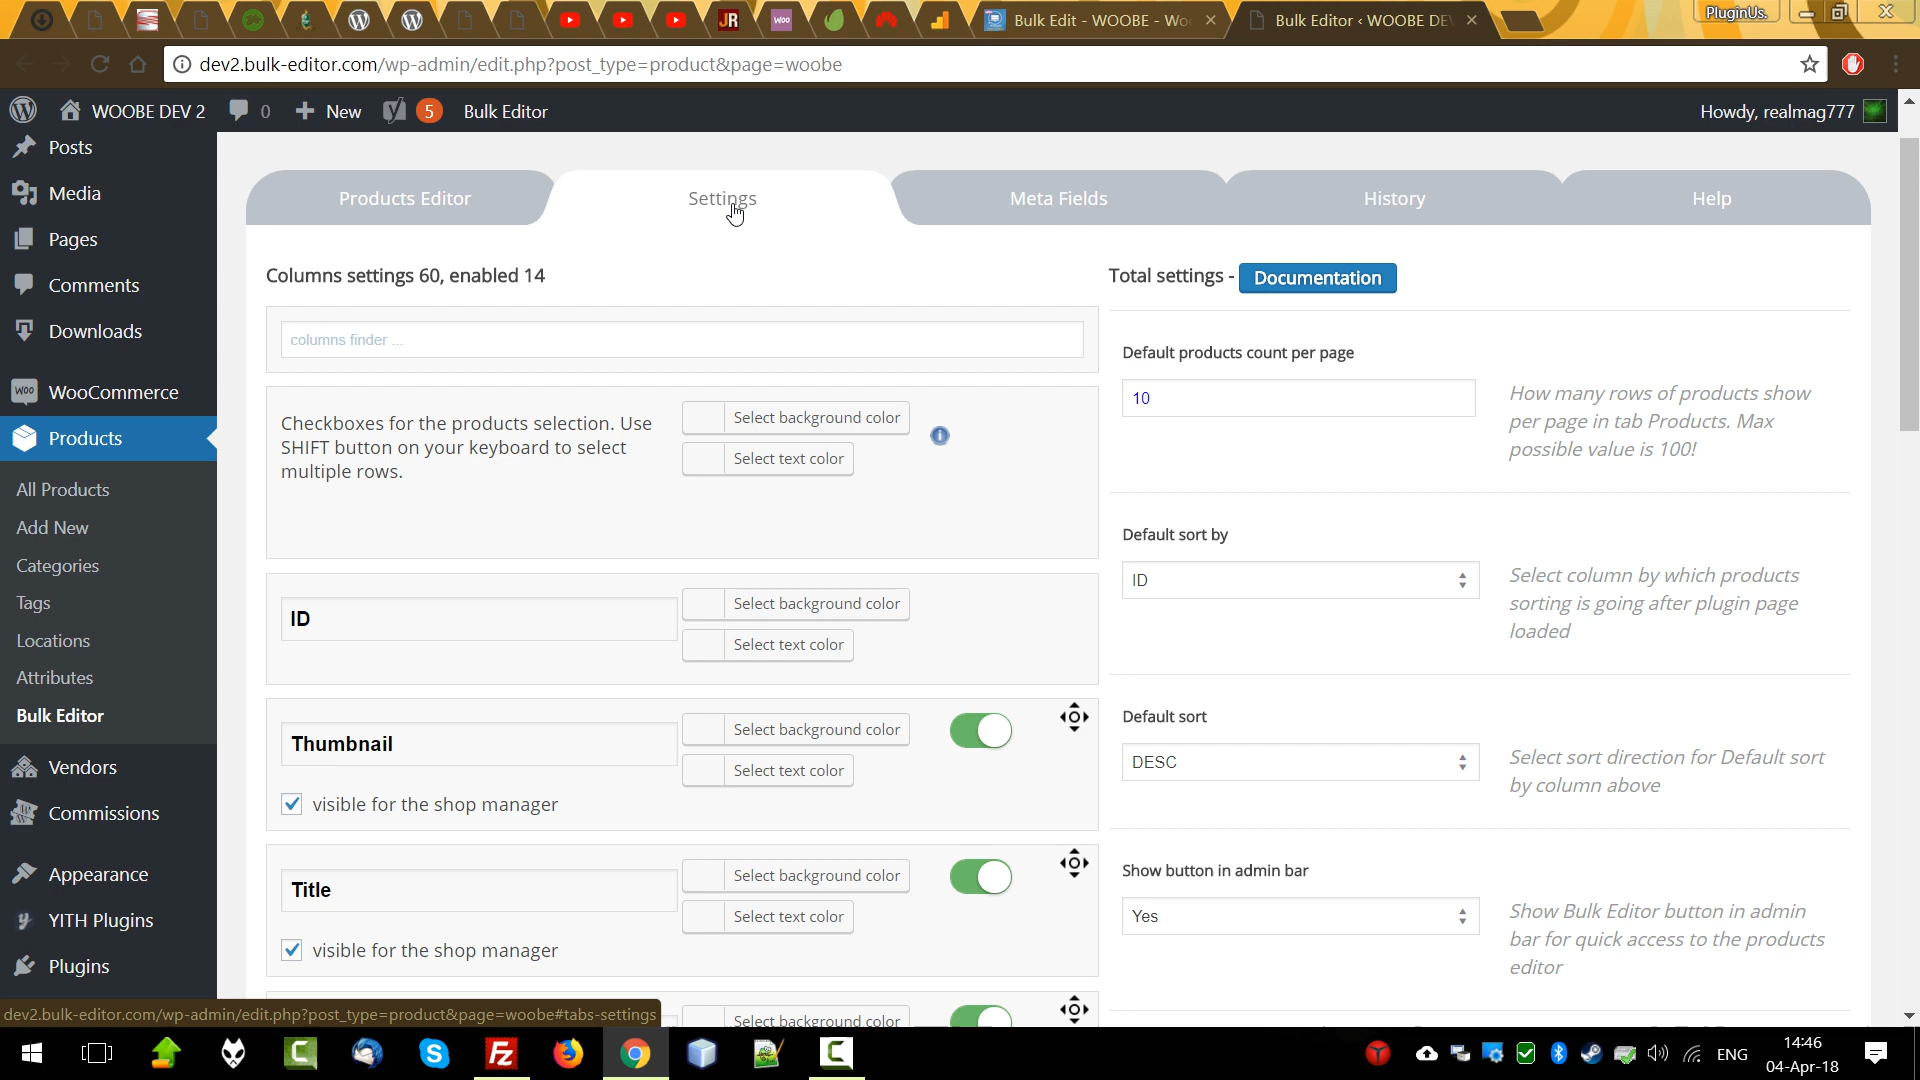 PluginUs.
JR
WOO
Bulk Edit - WOOBE - Wo
Bulk Editor ‹ WOOBE DE
dev2.bulk-editor.com/wp-admin/edit.php?post_type=product&page=woobe
WOOBE DEV 2
0
New
5
Bulk Editor
Howdy, realmag777
Posts
Media
Pages
Comments
Downloads
WOO
WooCommerce
Products
All Products
Add New
Categories
Tags
Locations
Attributes
Bulk Editor
Vendors
Commissions
Appearance
YITH Plugins
Plugins
Products Editor
Settings
Meta Fields
History
Help
Columns settings 60, enabled 14
columns finder ...
Checkboxes for the products selection. Use
SHIFT button on your keyboard to select
multiple rows.
Select background color
Select text color
ID
Select background color
Select text color
Thumbnail
Select background color
Select text color
visible for the shop manager
Title
Select background color
Select text color
visible for the shop manager
Select background color
Total settings -
Documentation
Default products count per page
10
How many rows of products show
per page in tab Products. Max
possible value is 100!
Default sort by
ID
Select column by which products
sorting is going after plugin page
loaded
Default sort
DESC
Select sort direction for Default sort
by column above
Show button in admin bar
Yes
Show Bulk Editor button in admin
bar for quick access to the products
editor
dev2.bulk-editor.com/wp-admin/edit.php?post_type=product&page=woobe#tabs-settings
ENG
14:46
04-Apr-18